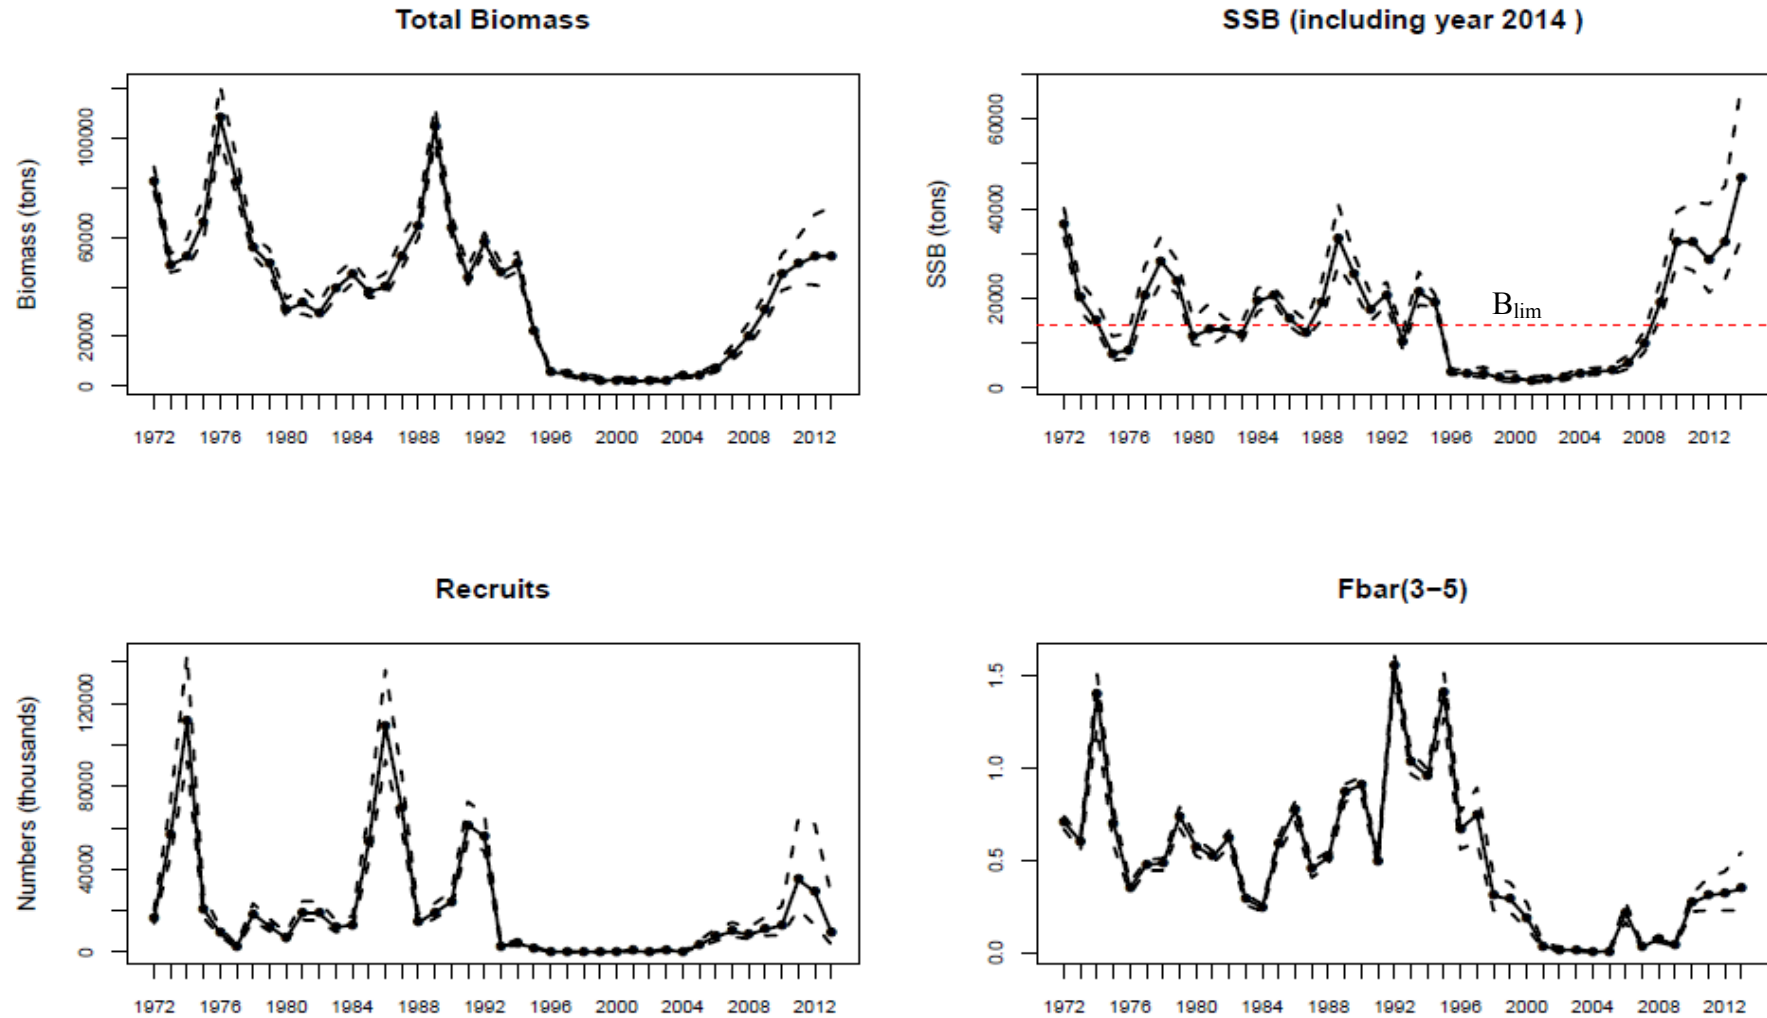 Total Biomass
Biomass (tons)
0 20000 60000 100000
1972 1976 1980 1984 1988 1992 1996 2000 2004 2008 2012
SSB (including year 2014 )
SSB (tons)
0 20000 40000 60000
B_lim
1972 1976 1980 1984 1988 1992 1996 2000 2004 2008 2012
Recruits
Numbers (thousands)
0 40000 80000 120000
1972 1976 1980 1984 1988 1992 1996 2000 2004 2008 2012
Fbar(3−5)
0.0 0.5 1.0 1.5
1972 1976 1980 1984 1988 1992 1996 2000 2004 2008 2012